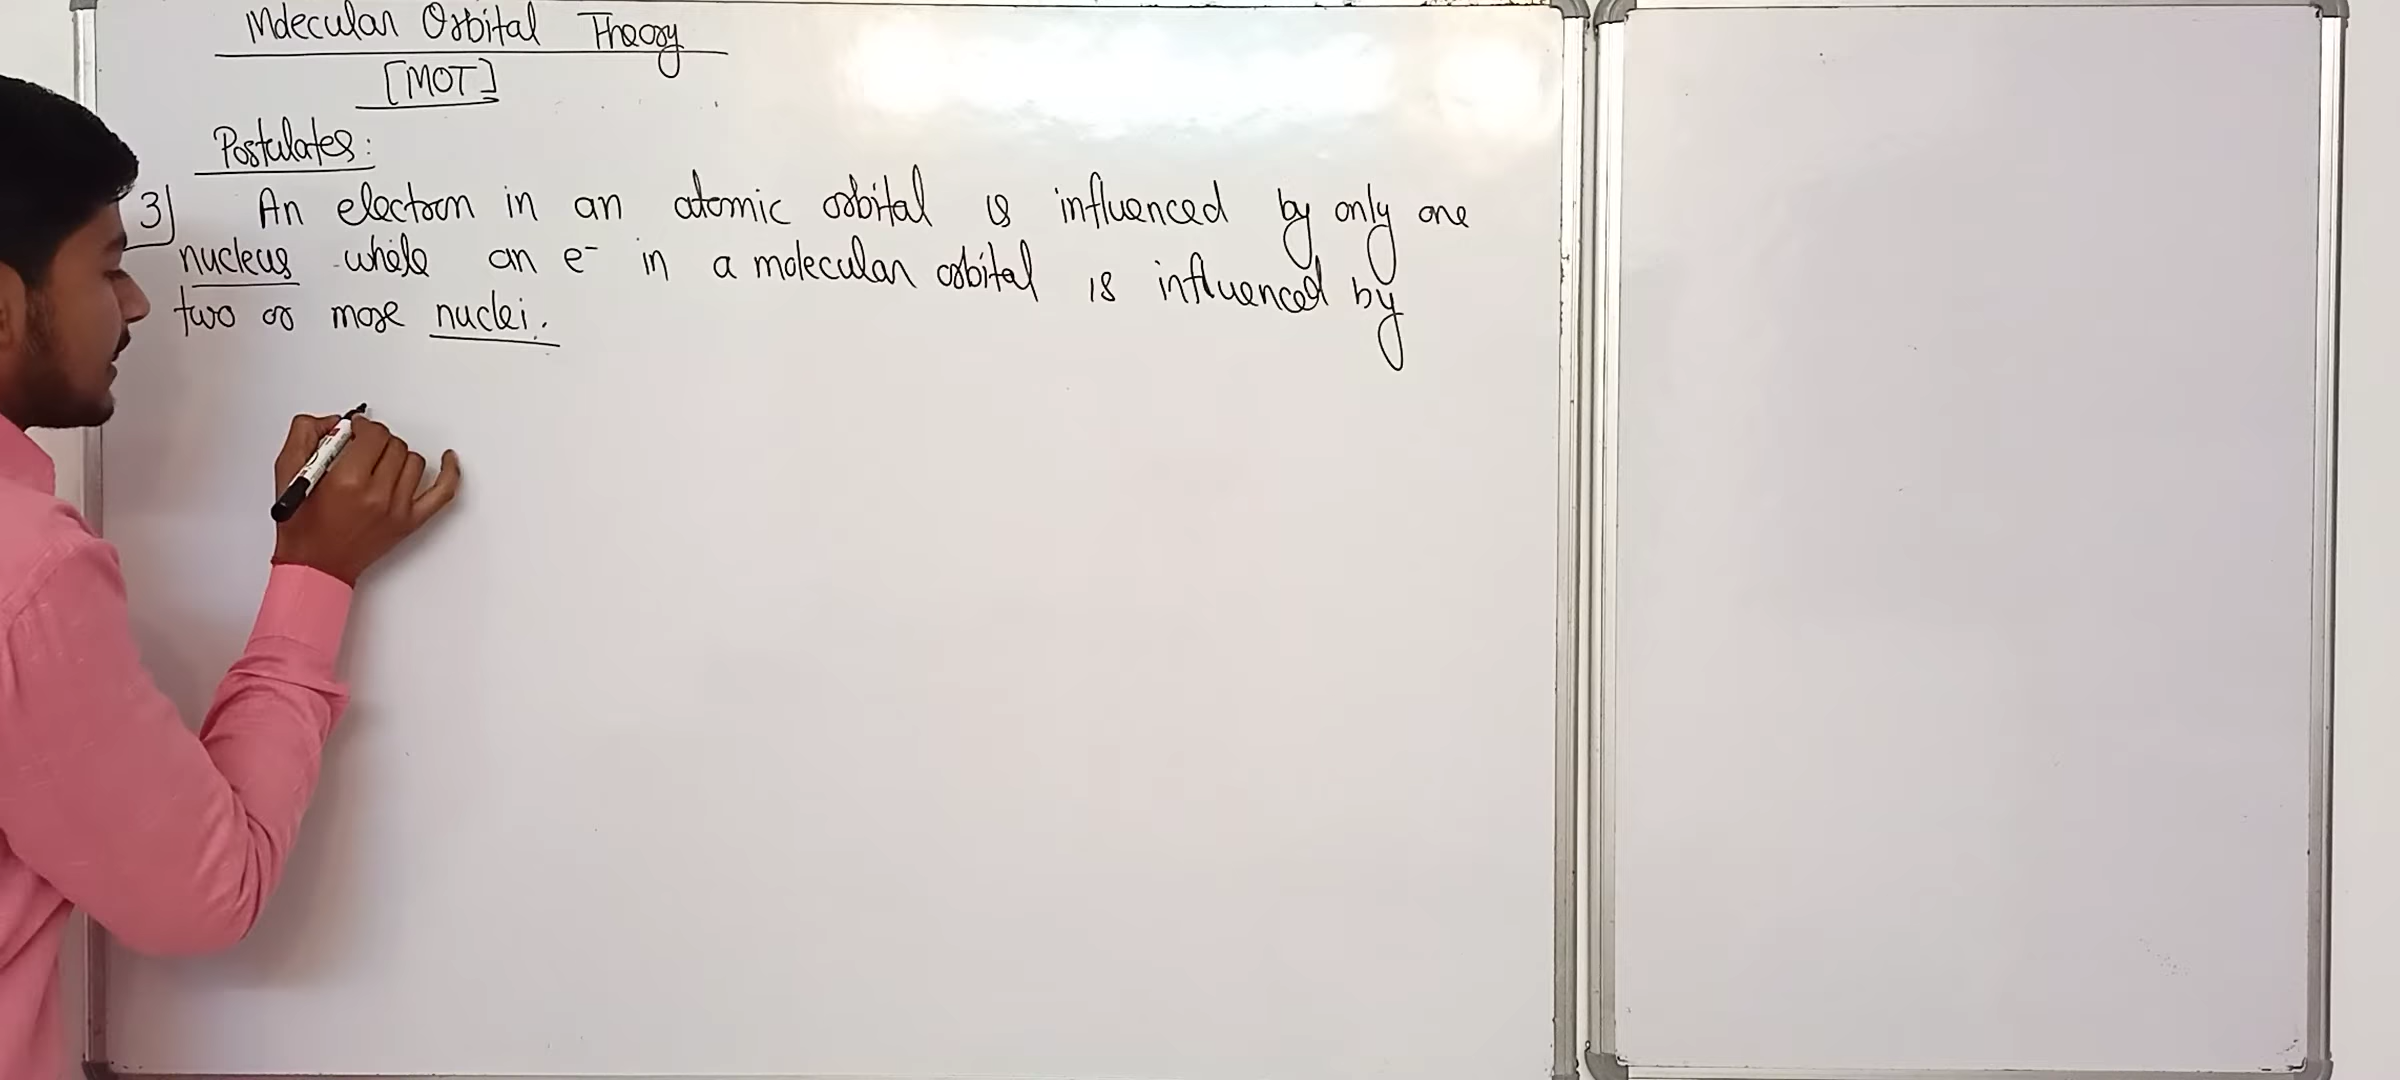 Molecular Orbital Theory
[MOT]
Postulates:
3) An electron in an atomic orbital is influenced by only one
nucleus while an e⁻ in a molecular orbital is influenced by
two or more nuclei.